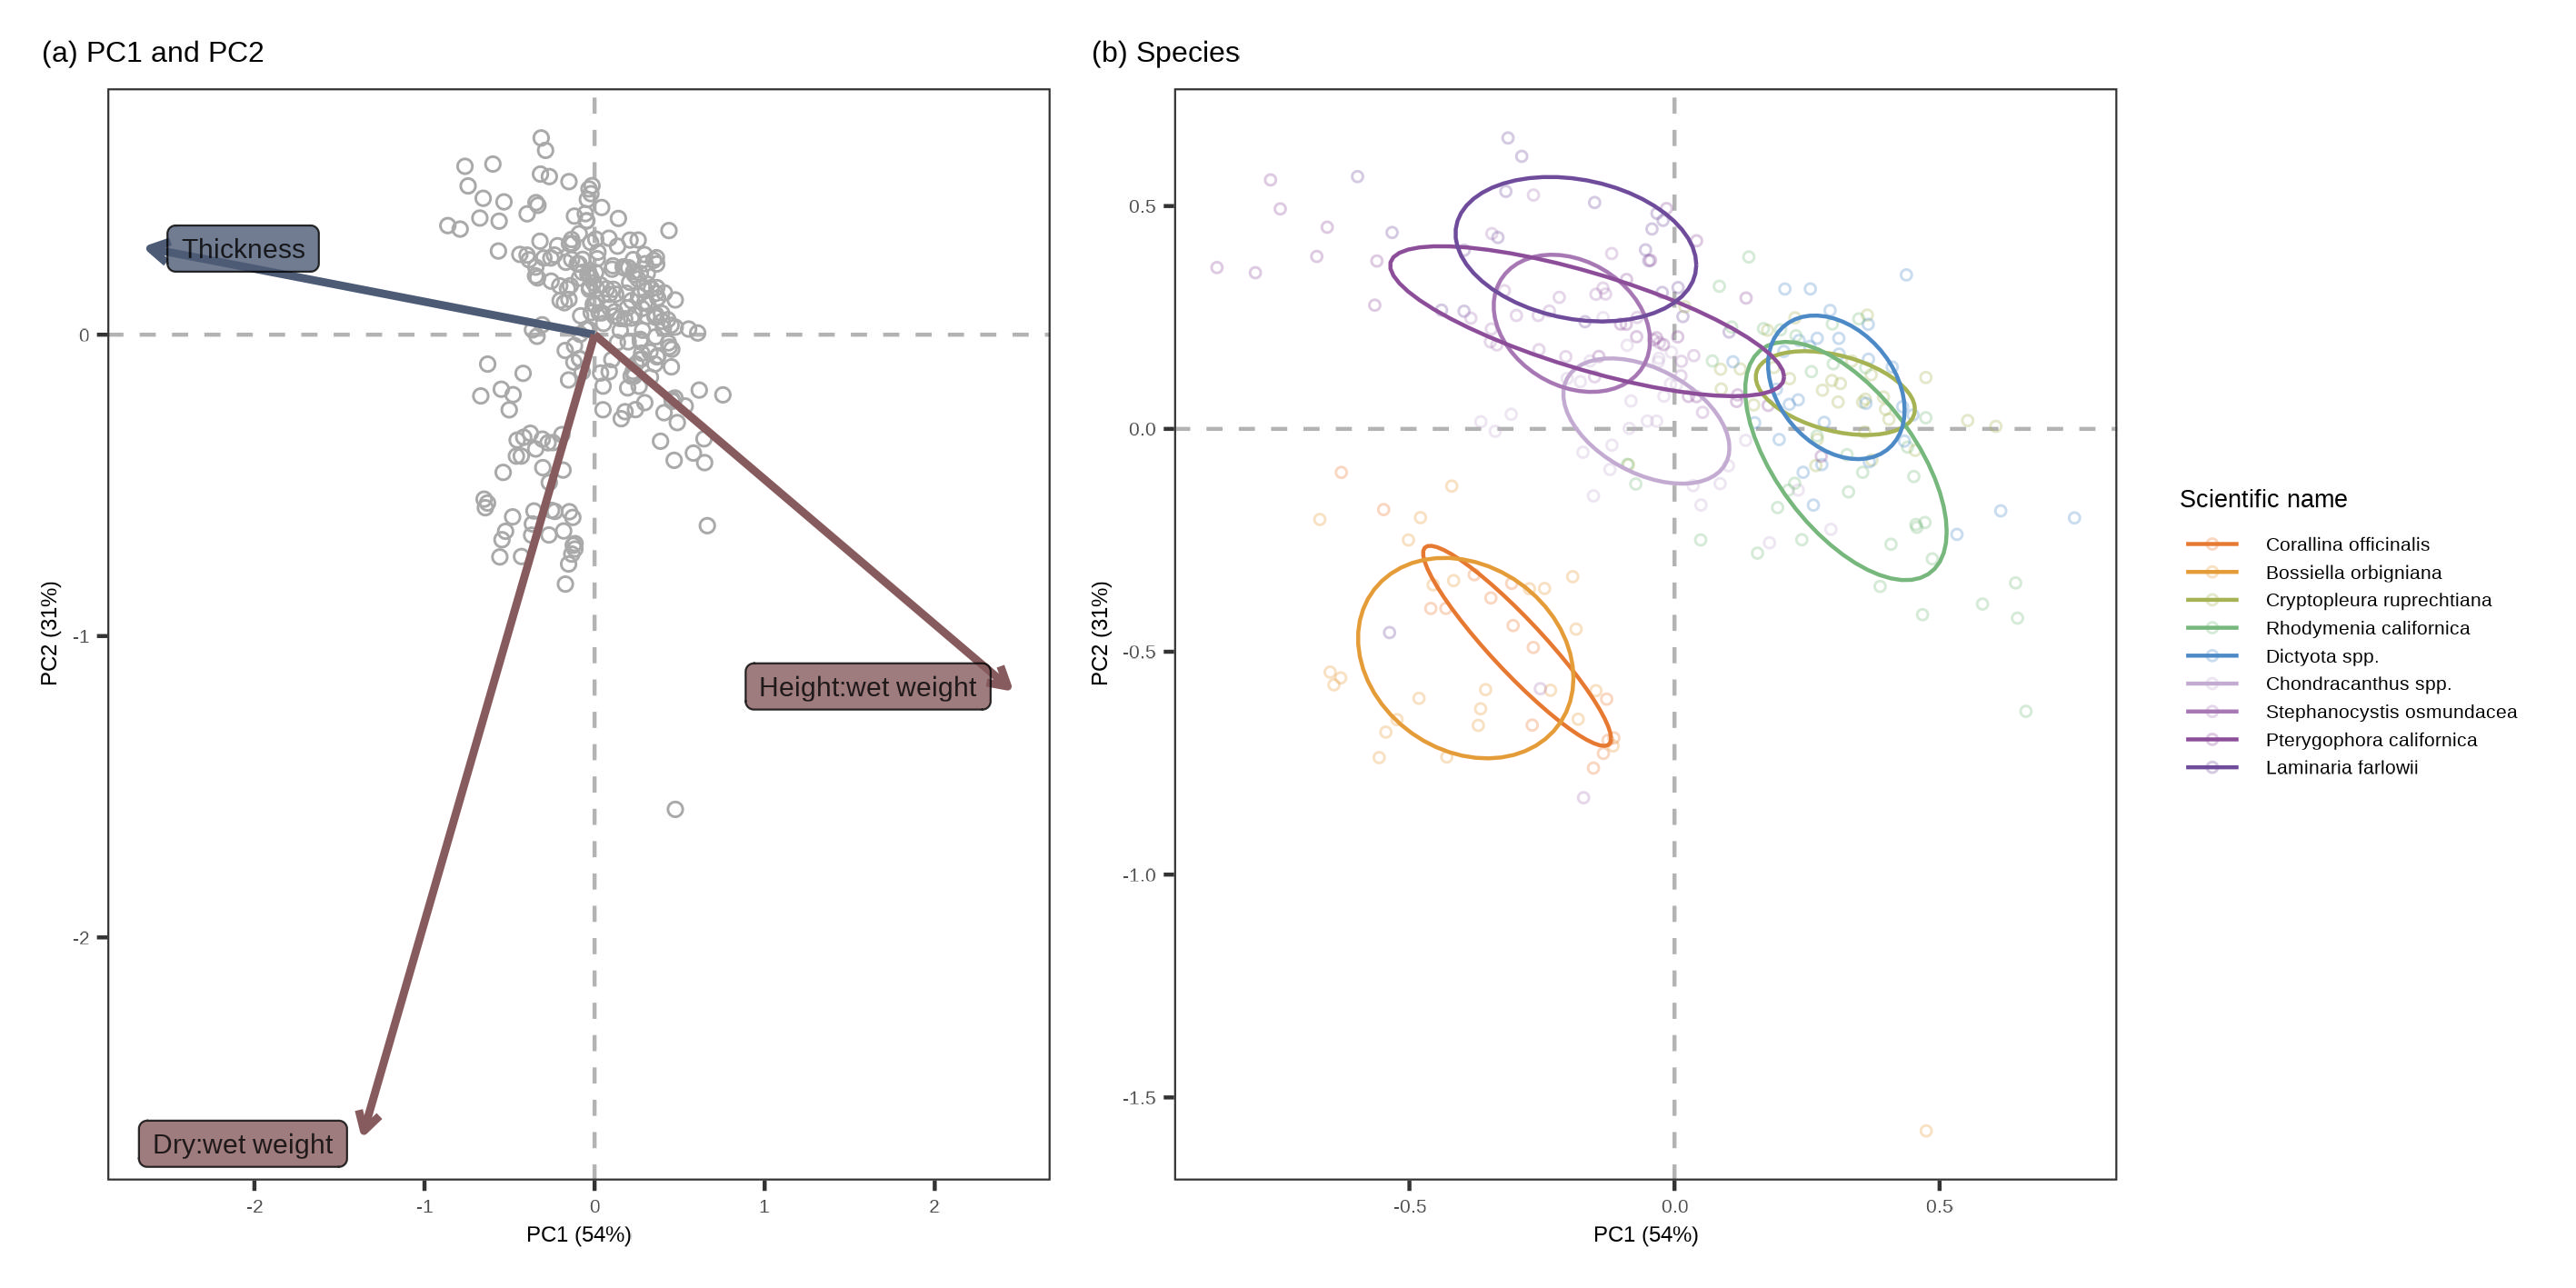 (a) PC1 and PC2
Thickness
Height:wet weight
Dry:wet weight
0
-1
-2
PC2 (31%)
-2
-1
0
1
2
PC1 (54%)
(b) Species
0.5
0.0
-0.5
-1.0
-1.5
PC2 (31%)
-0.5
0.0
0.5
PC1 (54%)
Scientific name
Corallina officinalis
Bossiella orbigniana
Cryptopleura ruprechtiana
Rhodymenia californica
Dictyota spp.
Chondracanthus spp.
Stephanocystis osmundacea
Pterygophora californica
Laminaria farlowii